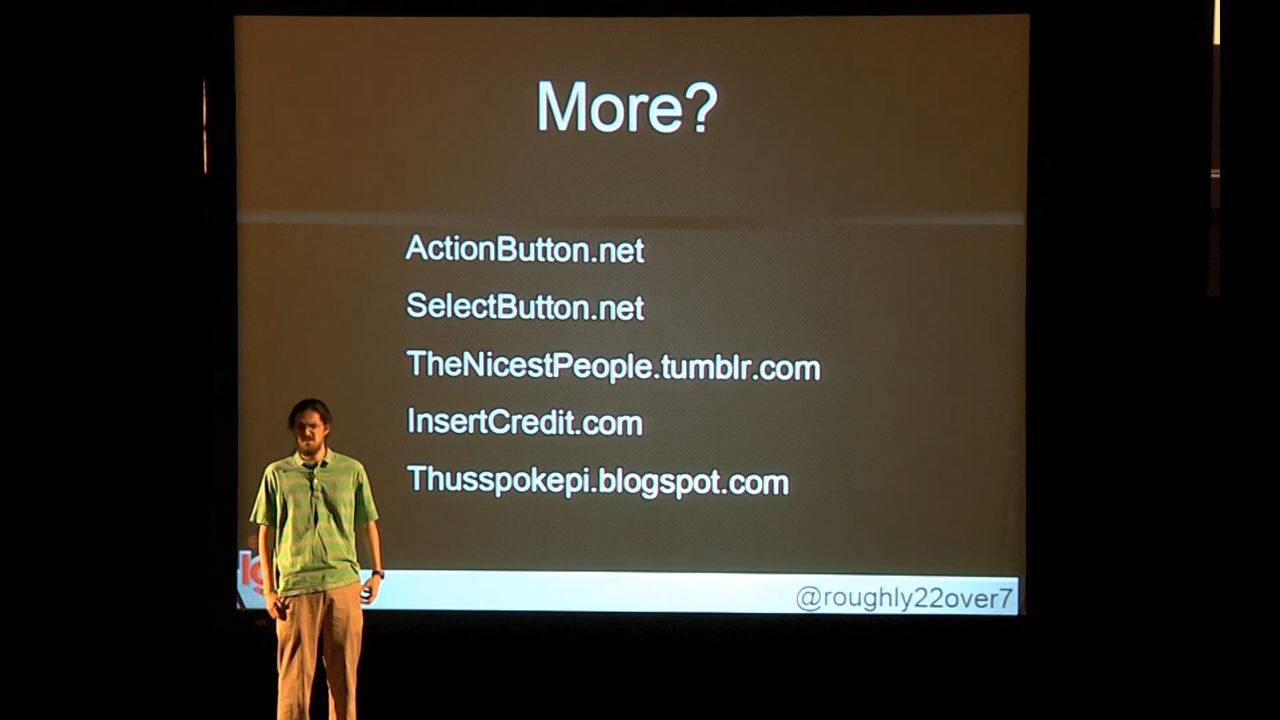 More?
ActionButton.net
SelectButton.net
TheNicestPeople.tumblr.com
InsertCredit.com
Thusspokepi.blogspot.com
@roughly22over7